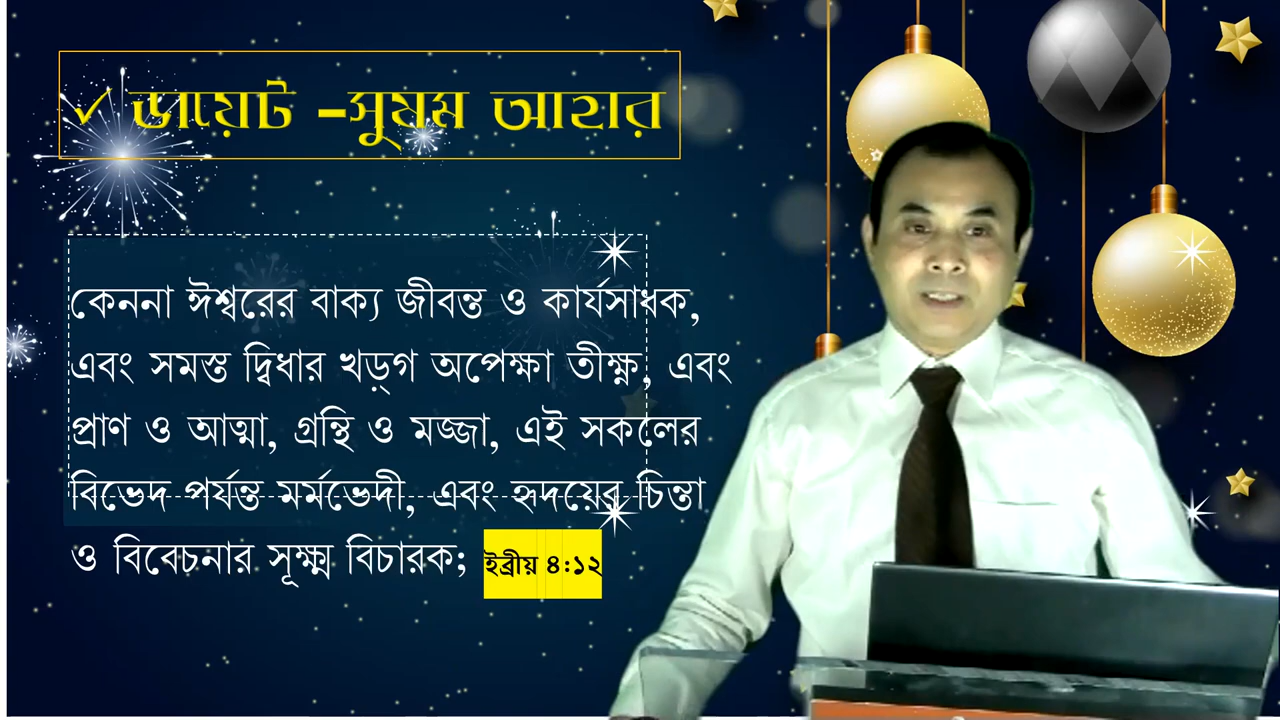 ✓ ডায়েট -সুষম আহার
কেননা ঈশ্বরের বাক্য জীবন্ত ও কার্যসাধক,
এবং সমস্ত দ্বিধার খড়্গ অপেক্ষা তীক্ষ্ণ, এবং
প্রাণ ও আত্মা, গ্রন্থি ও মজ্জা, এই সকলের
বিভেদ পর্যন্ত মর্মভেদী, এবং হৃদয়ের চিন্তা
ও বিবেচনার সূক্ষ্ম বিচারক; ইব্রীয় ৪:১২